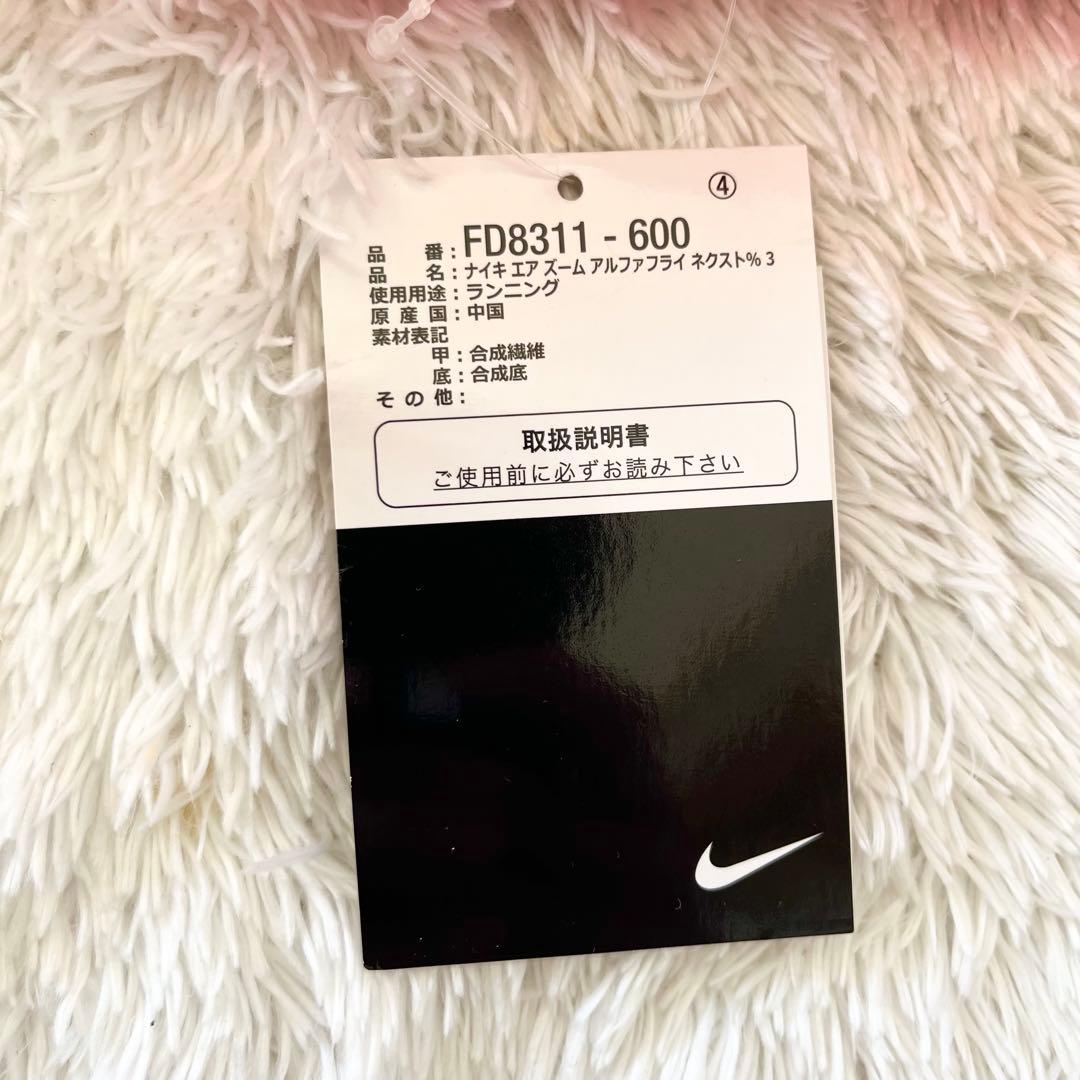 ④
品 番:FD8311 - 600
品 名:ナイキ エア ズーム アルファフライ ネクスト% 3
使用用途:ランニング
原産国:中国
素材表記
甲:合成繊維
底:合成底
その他:
取扱説明書
ご使用前に必ずお読み下さい